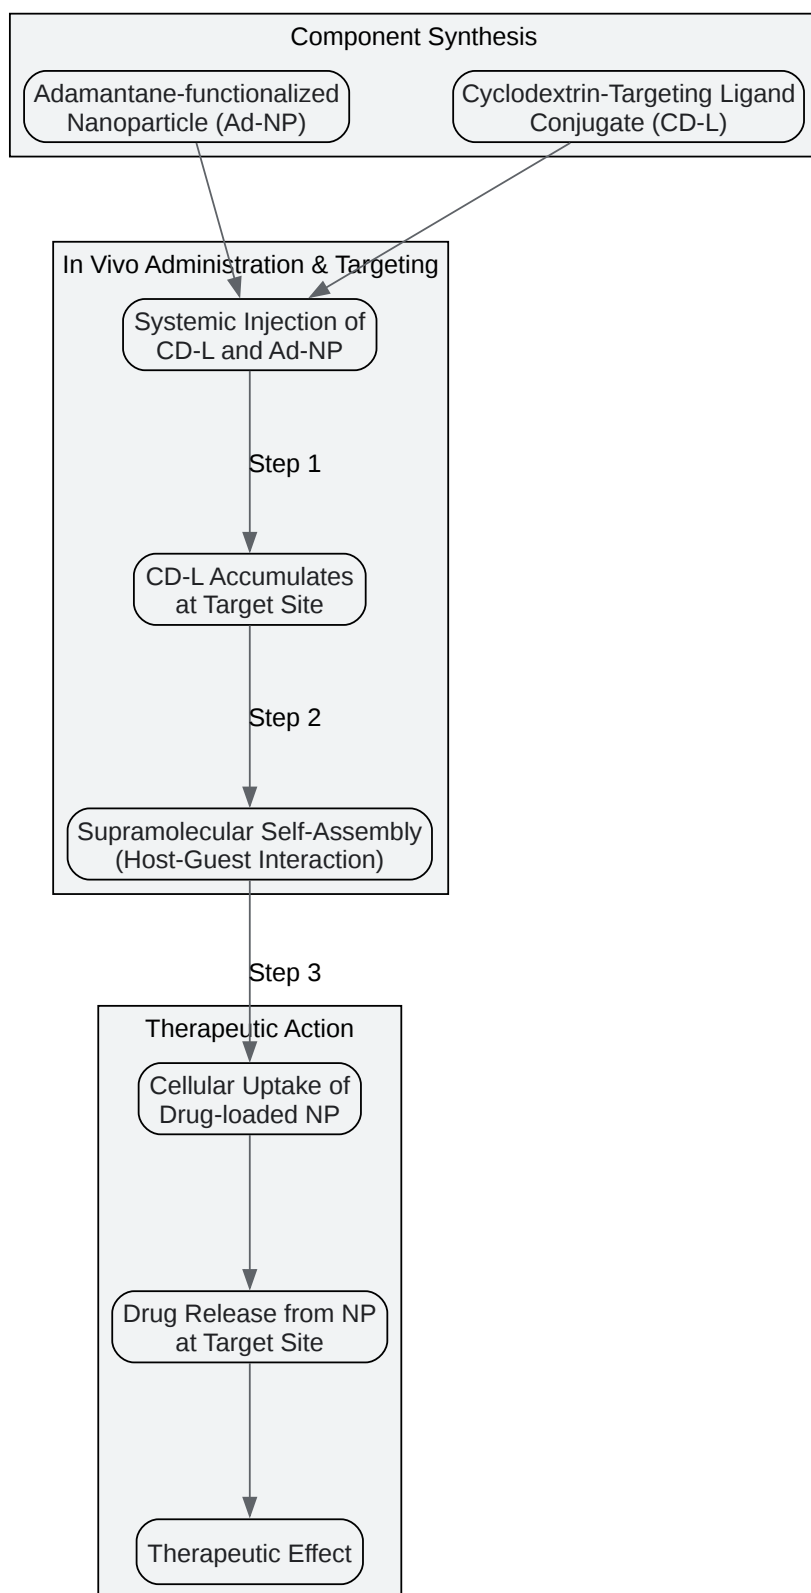 Component Synthesis
Adamantane-functionalized
Nanoparticle (Ad-NP)
Cyclodextrin-Targeting Ligand
Conjugate (CD-L)
In Vivo Administration & Targeting
Systemic Injection of
CD-L and Ad-NP
Step 1
CD-L Accumulates
at Target Site
Step 2
Supramolecular Self-Assembly
(Host-Guest Interaction)
Step 3
Therapeutic Action
Cellular Uptake of
Drug-loaded NP
Drug Release from NP
at Target Site
Therapeutic Effect